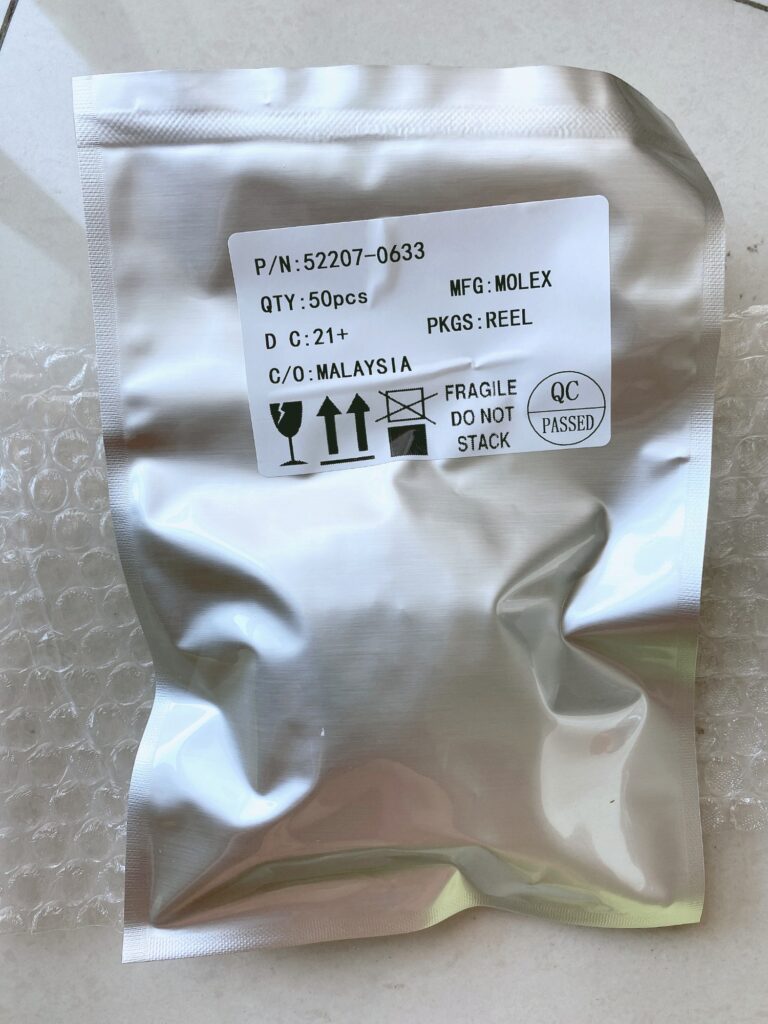 P/N:52207-0633
QTY:50pcs MFG:MOLEX
D C:21+ PKGS:REEL
C/O:MALAYSIA
FRAGILE
DO NOT
STACK
QC
PASSED